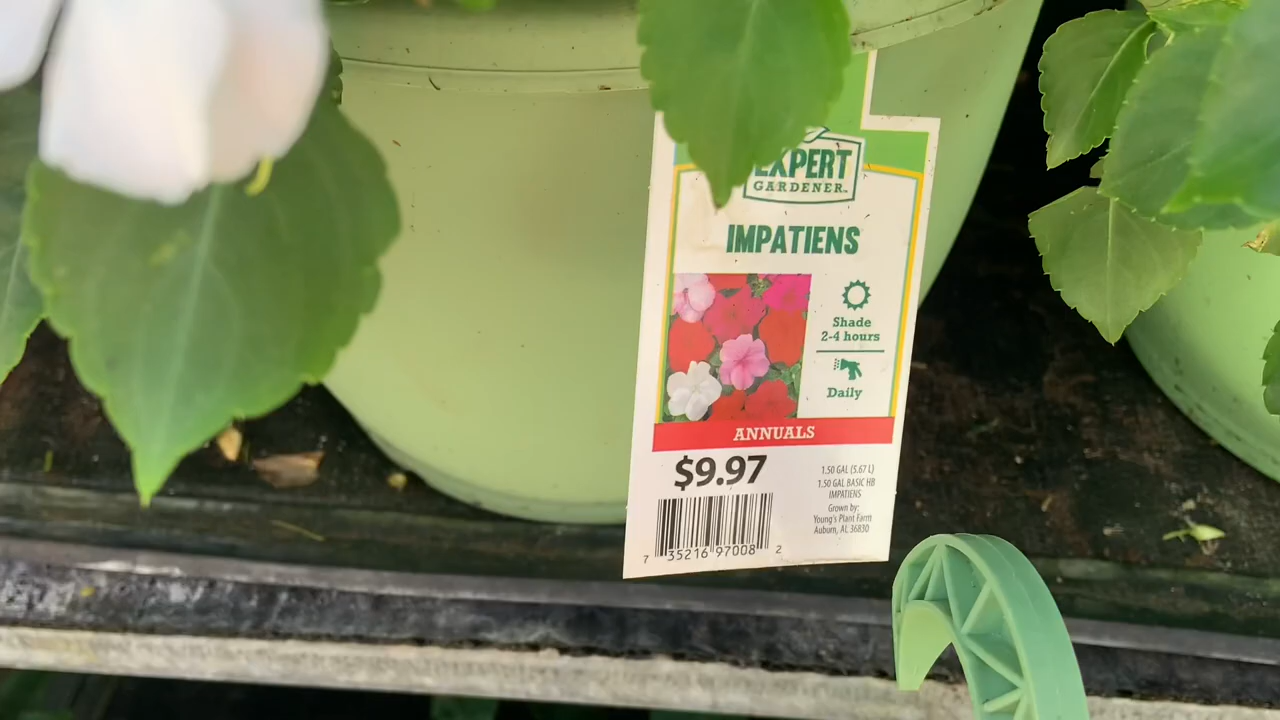 EXPERT
GARDENER™
IMPATIENS
Shade
2-4 hours
Daily
ANNUALS
$9.97
1.50 GAL (5.67 L)
1.50 GAL BASIC HB
IMPATIENS
Grown by:
Young's Plant Farm
Auburn, AL 36830
7 35216 97008 2